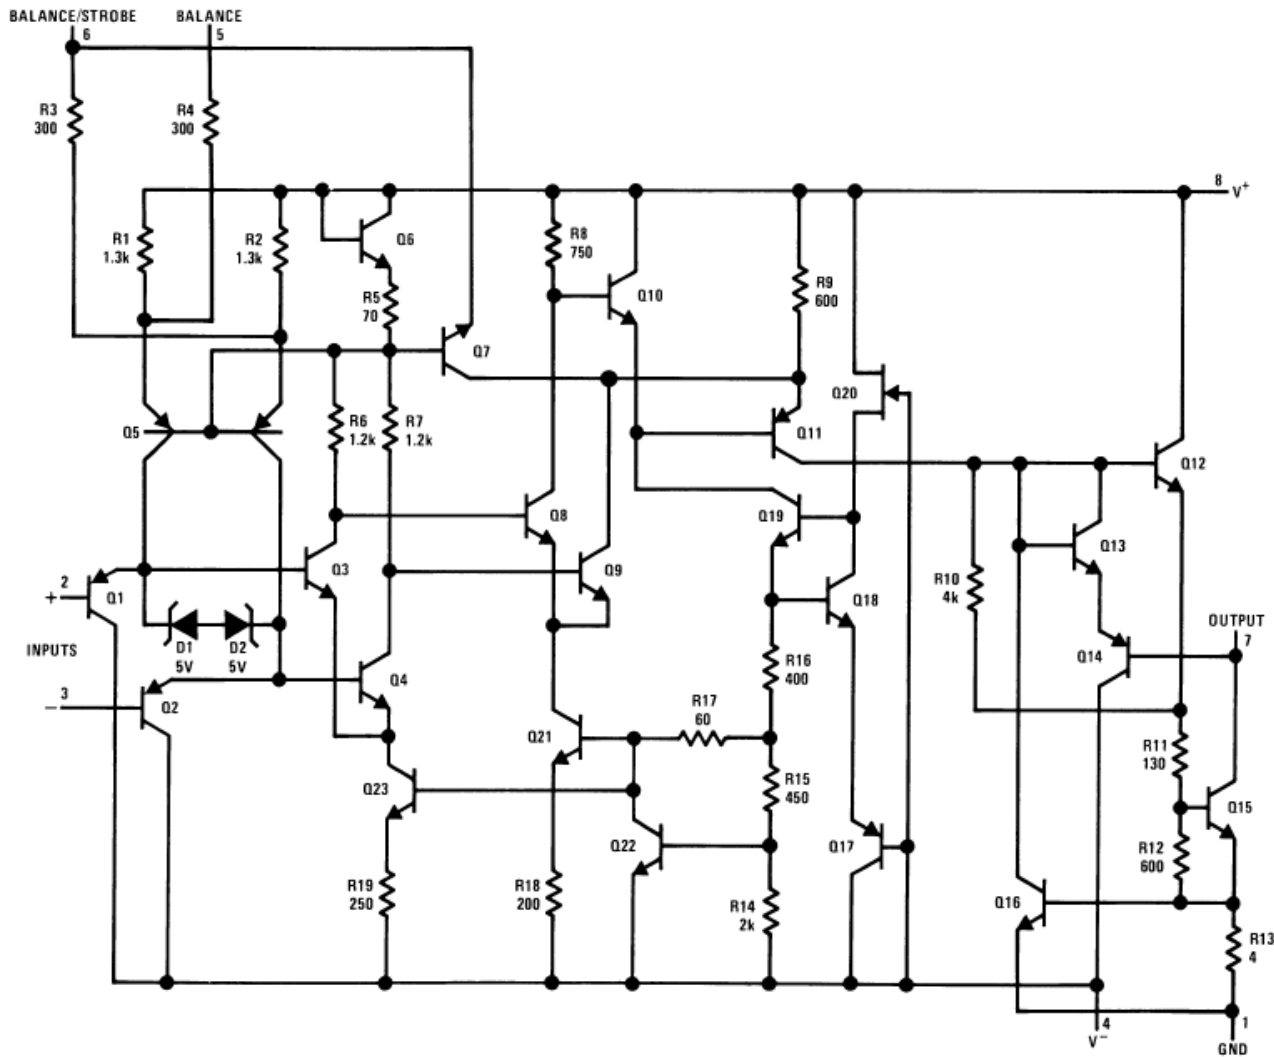 BALANCE/STROBE
BALANCE
6
5
R3
300
R4
300
8
V+
R1
1.3k
R2
1.3k
Q6
R8
750
R5
70
Q10
R9
600
Q7
Q20
Q5
R6
1.2k
R7
1.2k
Q11
Q12
Q8
Q19
Q13
Q3
Q9
2
+
Q1
Q18
R10
4k
OUTPUT
7
INPUTS
D1
5V
D2
5V
Q14
Q4
R16
400
3
−
Q2
R17
60
Q21
R11
130
Q23
R15
450
Q15
Q22
Q17
R12
600
R19
250
R18
200
R14
2k
Q16
R13
4
4
V−
1
GND